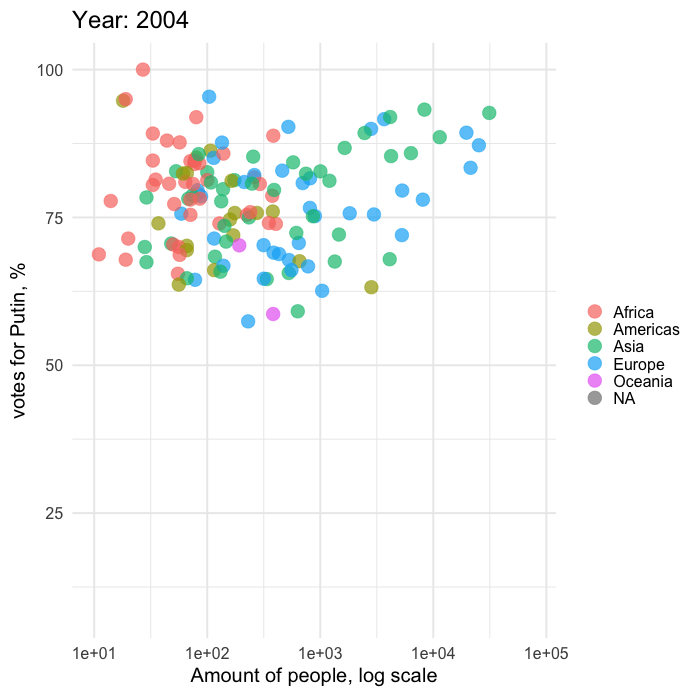 Year: 2004
votes for Putin, %
100
75
50
25
1e+01 1e+02 1e+03 1e+04 1e+05
Amount of people, log scale
Africa
Americas
Asia
Europe
Oceania
NA